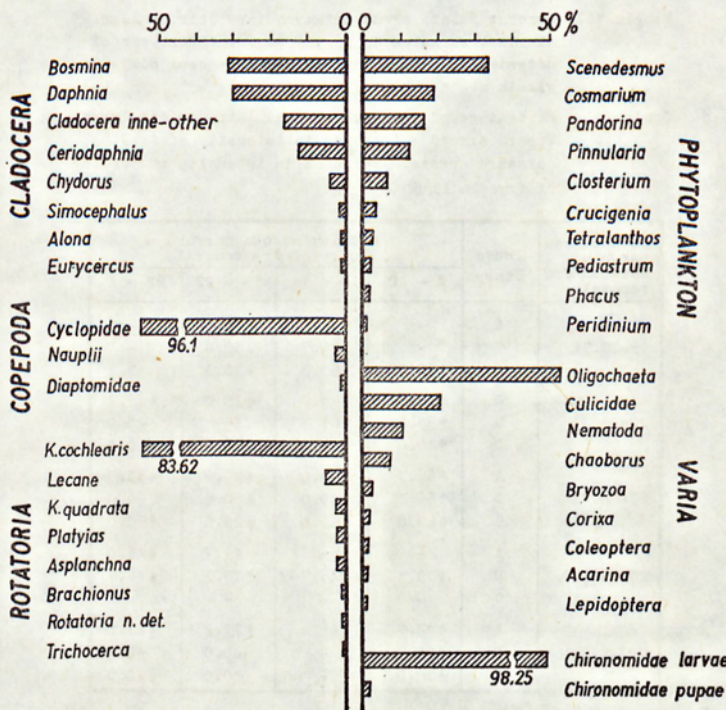 50 0 0 50 %
CLADOCERA
Bosmina
Daphnia
Cladocera inne-other
Ceriodaphnia
Chydorus
Simocephalus
Alona
Eurycercus
COPEPODA
Cyclopidae
96.1
Nauplii
Diaptomidae
ROTATORIA
K.cochlearis
83.62
Lecane
K.quadrata
Platyias
Asplanchna
Brachionus
Rotatoria n. det.
Trichocerca
PHYTOPLANKTON
Scenedesmus
Cosmarium
Pandorina
Pinnularia
Closterium
Crucigenia
Tetralanthos
Pediastrum
Phacus
Peridinium
VARIA
Oligochaeta
Culicidae
Nematoda
Chaoborus
Bryozoa
Corixa
Coleoptera
Acarina
Lepidoptera
Chironomidae larvae
98.25
Chironomidae pupae